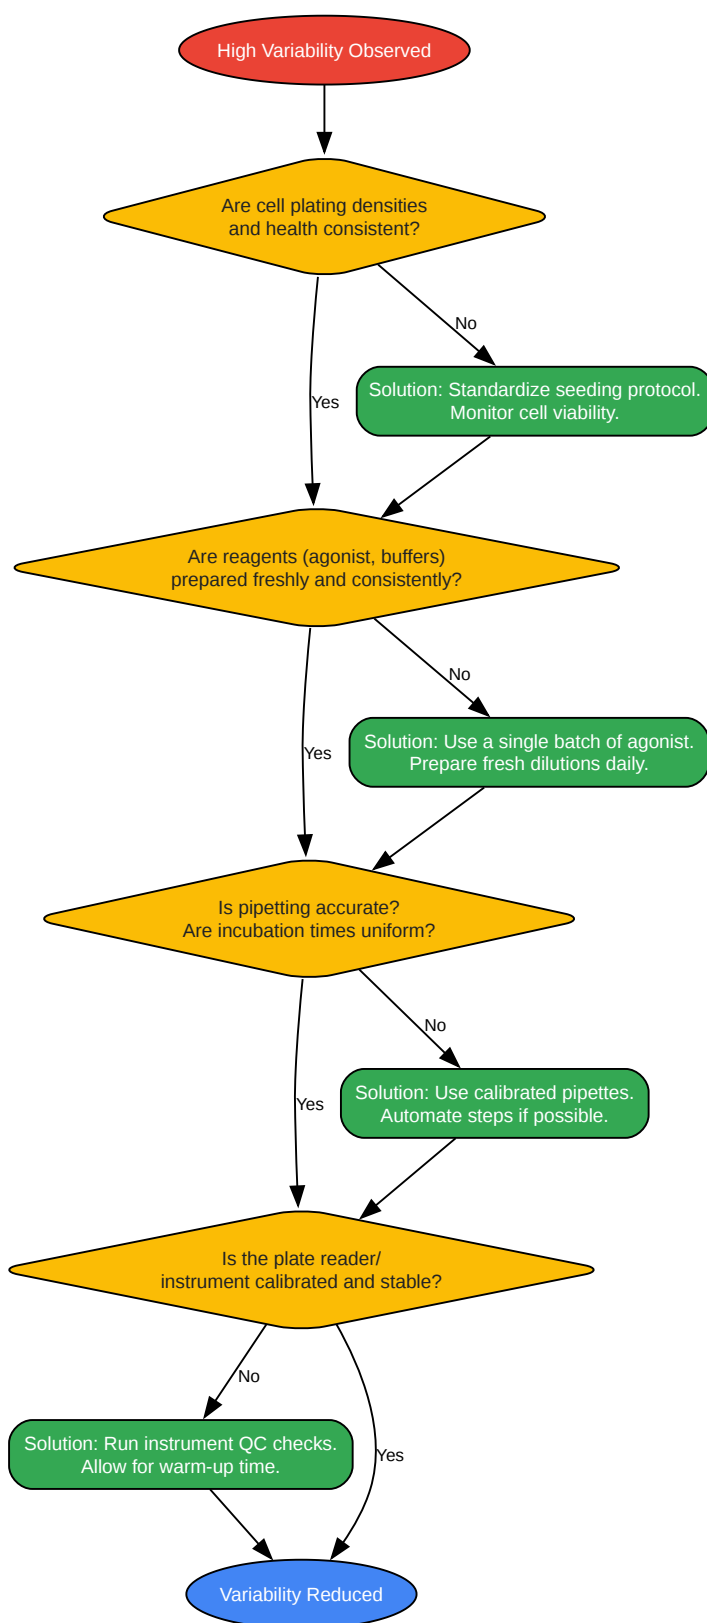 High Variability Observed
Are cell plating densities
and health consistent?
No
Yes
Solution: Standardize seeding protocol.
Monitor cell viability.
Are reagents (agonist, buffers)
prepared freshly and consistently?
No
Yes
Solution: Use a single batch of agonist.
Prepare fresh dilutions daily.
Is pipetting accurate?
Are incubation times uniform?
No
Yes
Solution: Use calibrated pipettes.
Automate steps if possible.
Is the plate reader/
instrument calibrated and stable?
No
Solution: Run instrument QC checks.
Allow for warm-up time.
Yes
Variability Reduced